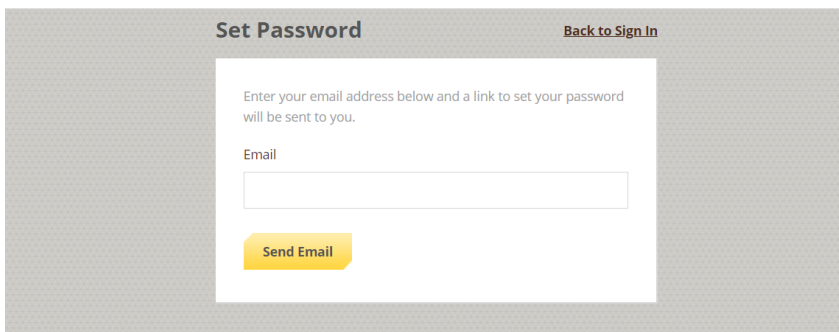 Set Password
Back to Sign In
Enter your email address below and a link to set your password
will be sent to you.
Email
Send Email